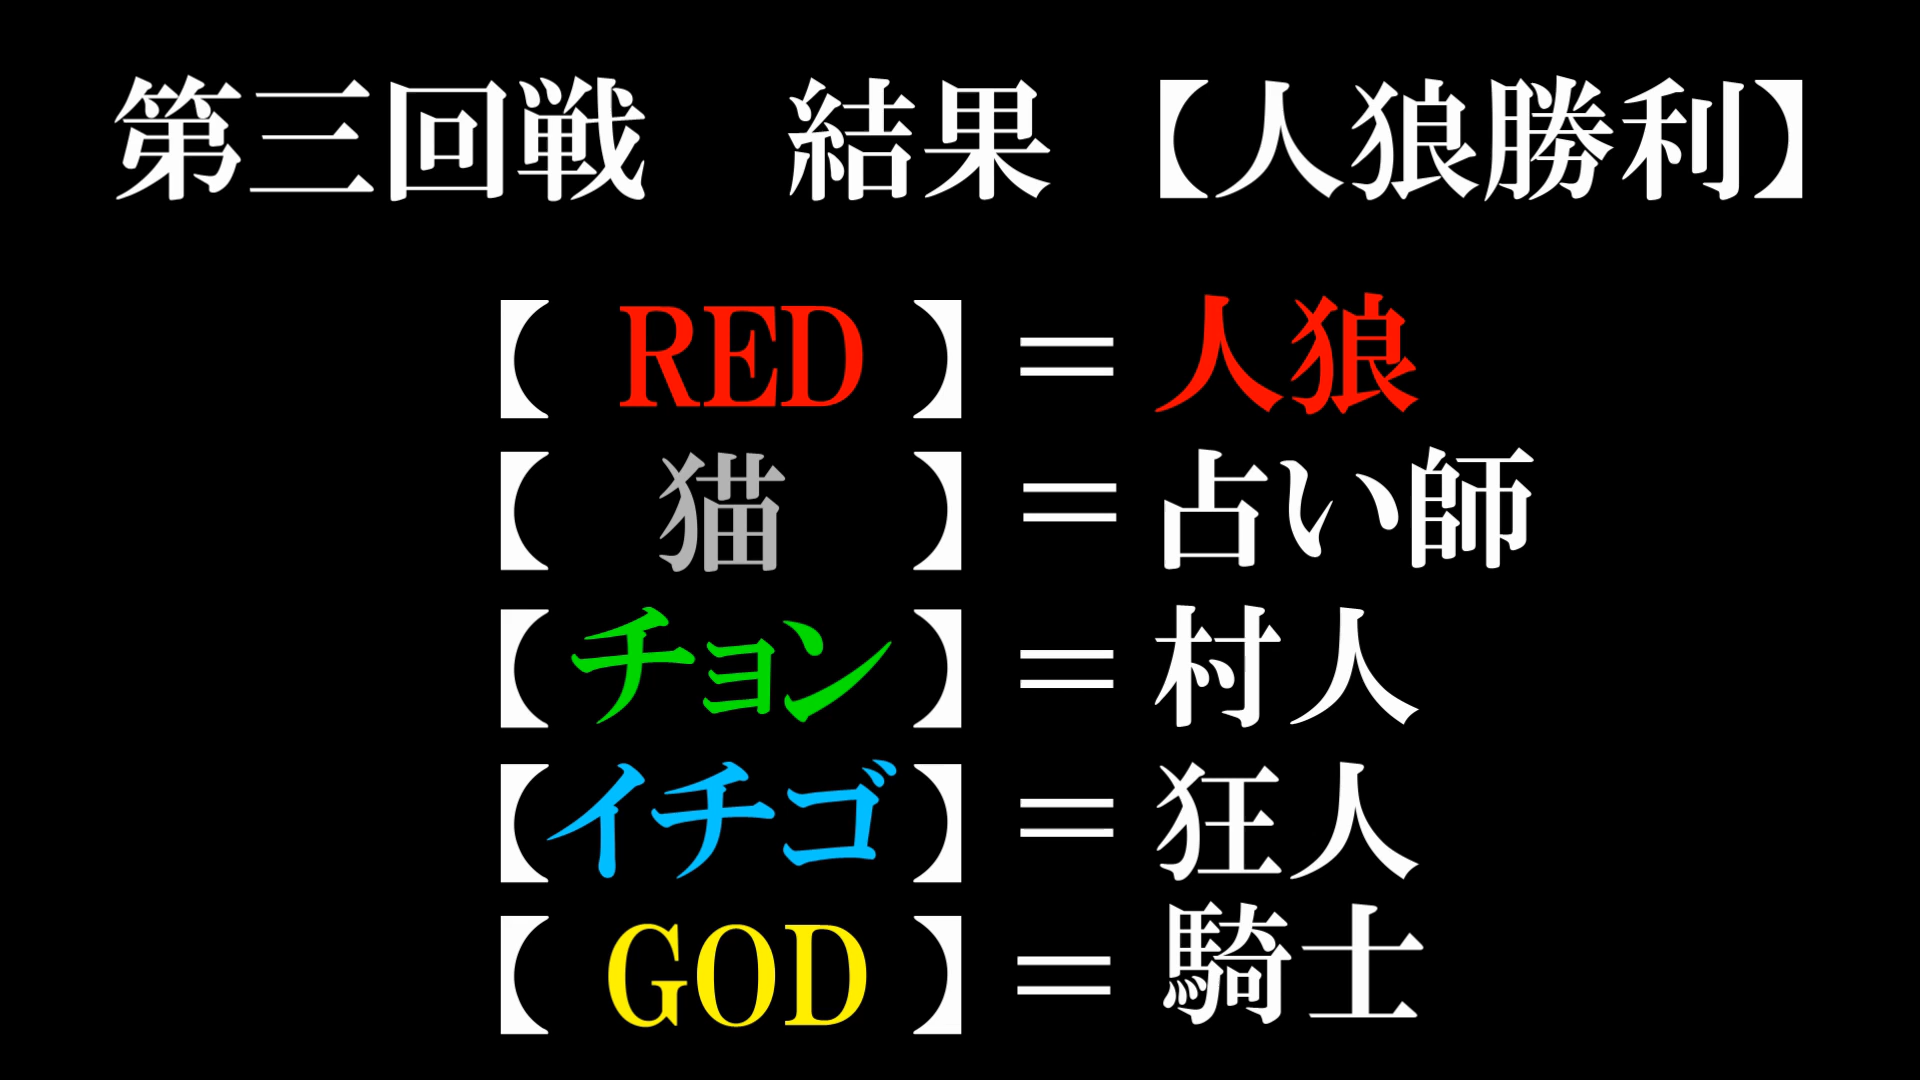 第三回戦　結果【人狼勝利】
【RED】＝人狼
【猫】＝占い師
【チョン】＝村人
【イチゴ】＝狂人
【GOD】＝騎士